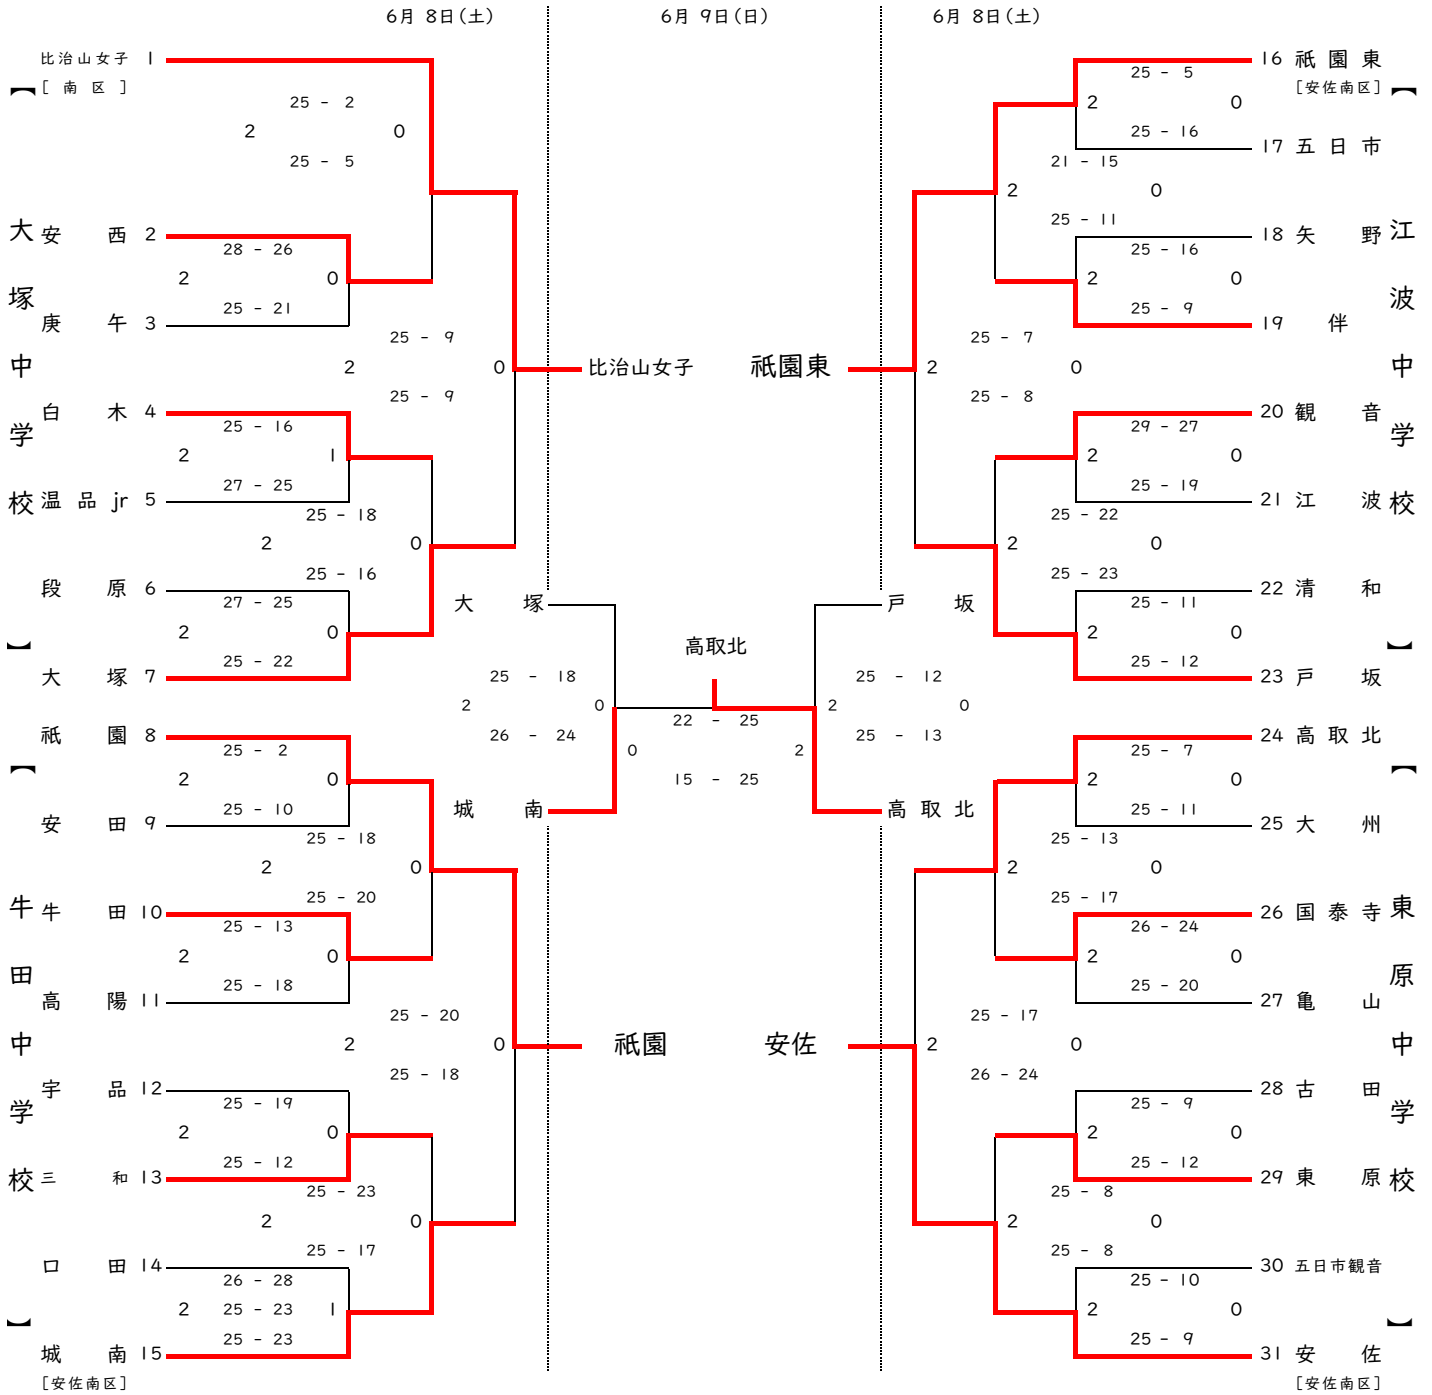 6月 8日(土) 6月 9日(日) 6月 8日(土)
比治山女子 1
[ 南 区 ]
25 - 2
2 0
25 - 5
安 西 2
28 - 26
2 0
25 - 21
庚 午 3
25 - 9
2 0
25 - 9
白 木 4
25 - 16
2 1
27 - 25
温 品 jr 5
25 - 18
2 0
25 - 16
段 原 6
27 - 25
2 0
25 - 22
大 塚 7
【大塚中学校】
祇 園 8
25 - 2
2 0
25 - 10
安 田 9
25 - 18
2 0
25 - 20
牛 田 10
25 - 13
2 0
25 - 18
高 陽 11
25 - 20
2 0
25 - 18
宇 品 12
25 - 19
2 0
25 - 12
三 和 13
25 - 23
2 0
25 - 17
口 田 14
26 - 28
2 25 - 23 1
25 - 23
城 南 15
[安佐南区]
【牛田中学校】
比治山女子 祇園東
大 塚 戸 坂
高取北
25 - 18
2 0
26 - 24
22 - 25
0 2
15 - 25
25 - 12
2 0
25 - 13
城 南 高 取 北
祇園 安佐
16 祇 園 東
[安佐南区]
25 - 5
2 0
25 - 16
17 五 日 市
21 - 15
2 0
25 - 11
18 矢 野
25 - 16
2 0
25 - 9
19 伴
25 - 7
2 0
25 - 8
20 観 音
29 - 27
2 0
25 - 19
21 江 波
25 - 22
2 0
25 - 23
22 清 和
25 - 11
2 0
25 - 12
23 戸 坂
【江波中学校】
24 高 取 北
25 - 7
2 0
25 - 11
25 大 州
25 - 13
2 0
25 - 17
26 国 泰 寺
26 - 24
2 0
25 - 20
27 亀 山
25 - 17
2 0
26 - 24
28 古 田
25 - 9
2 0
25 - 12
29 東 原
25 - 8
2 0
25 - 8
30 五日市観音
25 - 10
2 0
25 - 9
31 安 佐
[安佐南区]
【東原中学校】